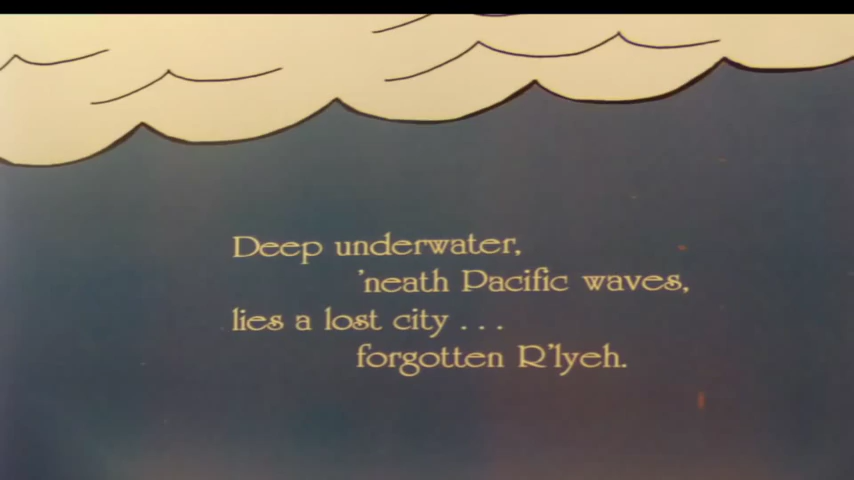 Deep underwater,
'neath Pacific waves,
lies a lost city . . .
forgotten R'lyeh.